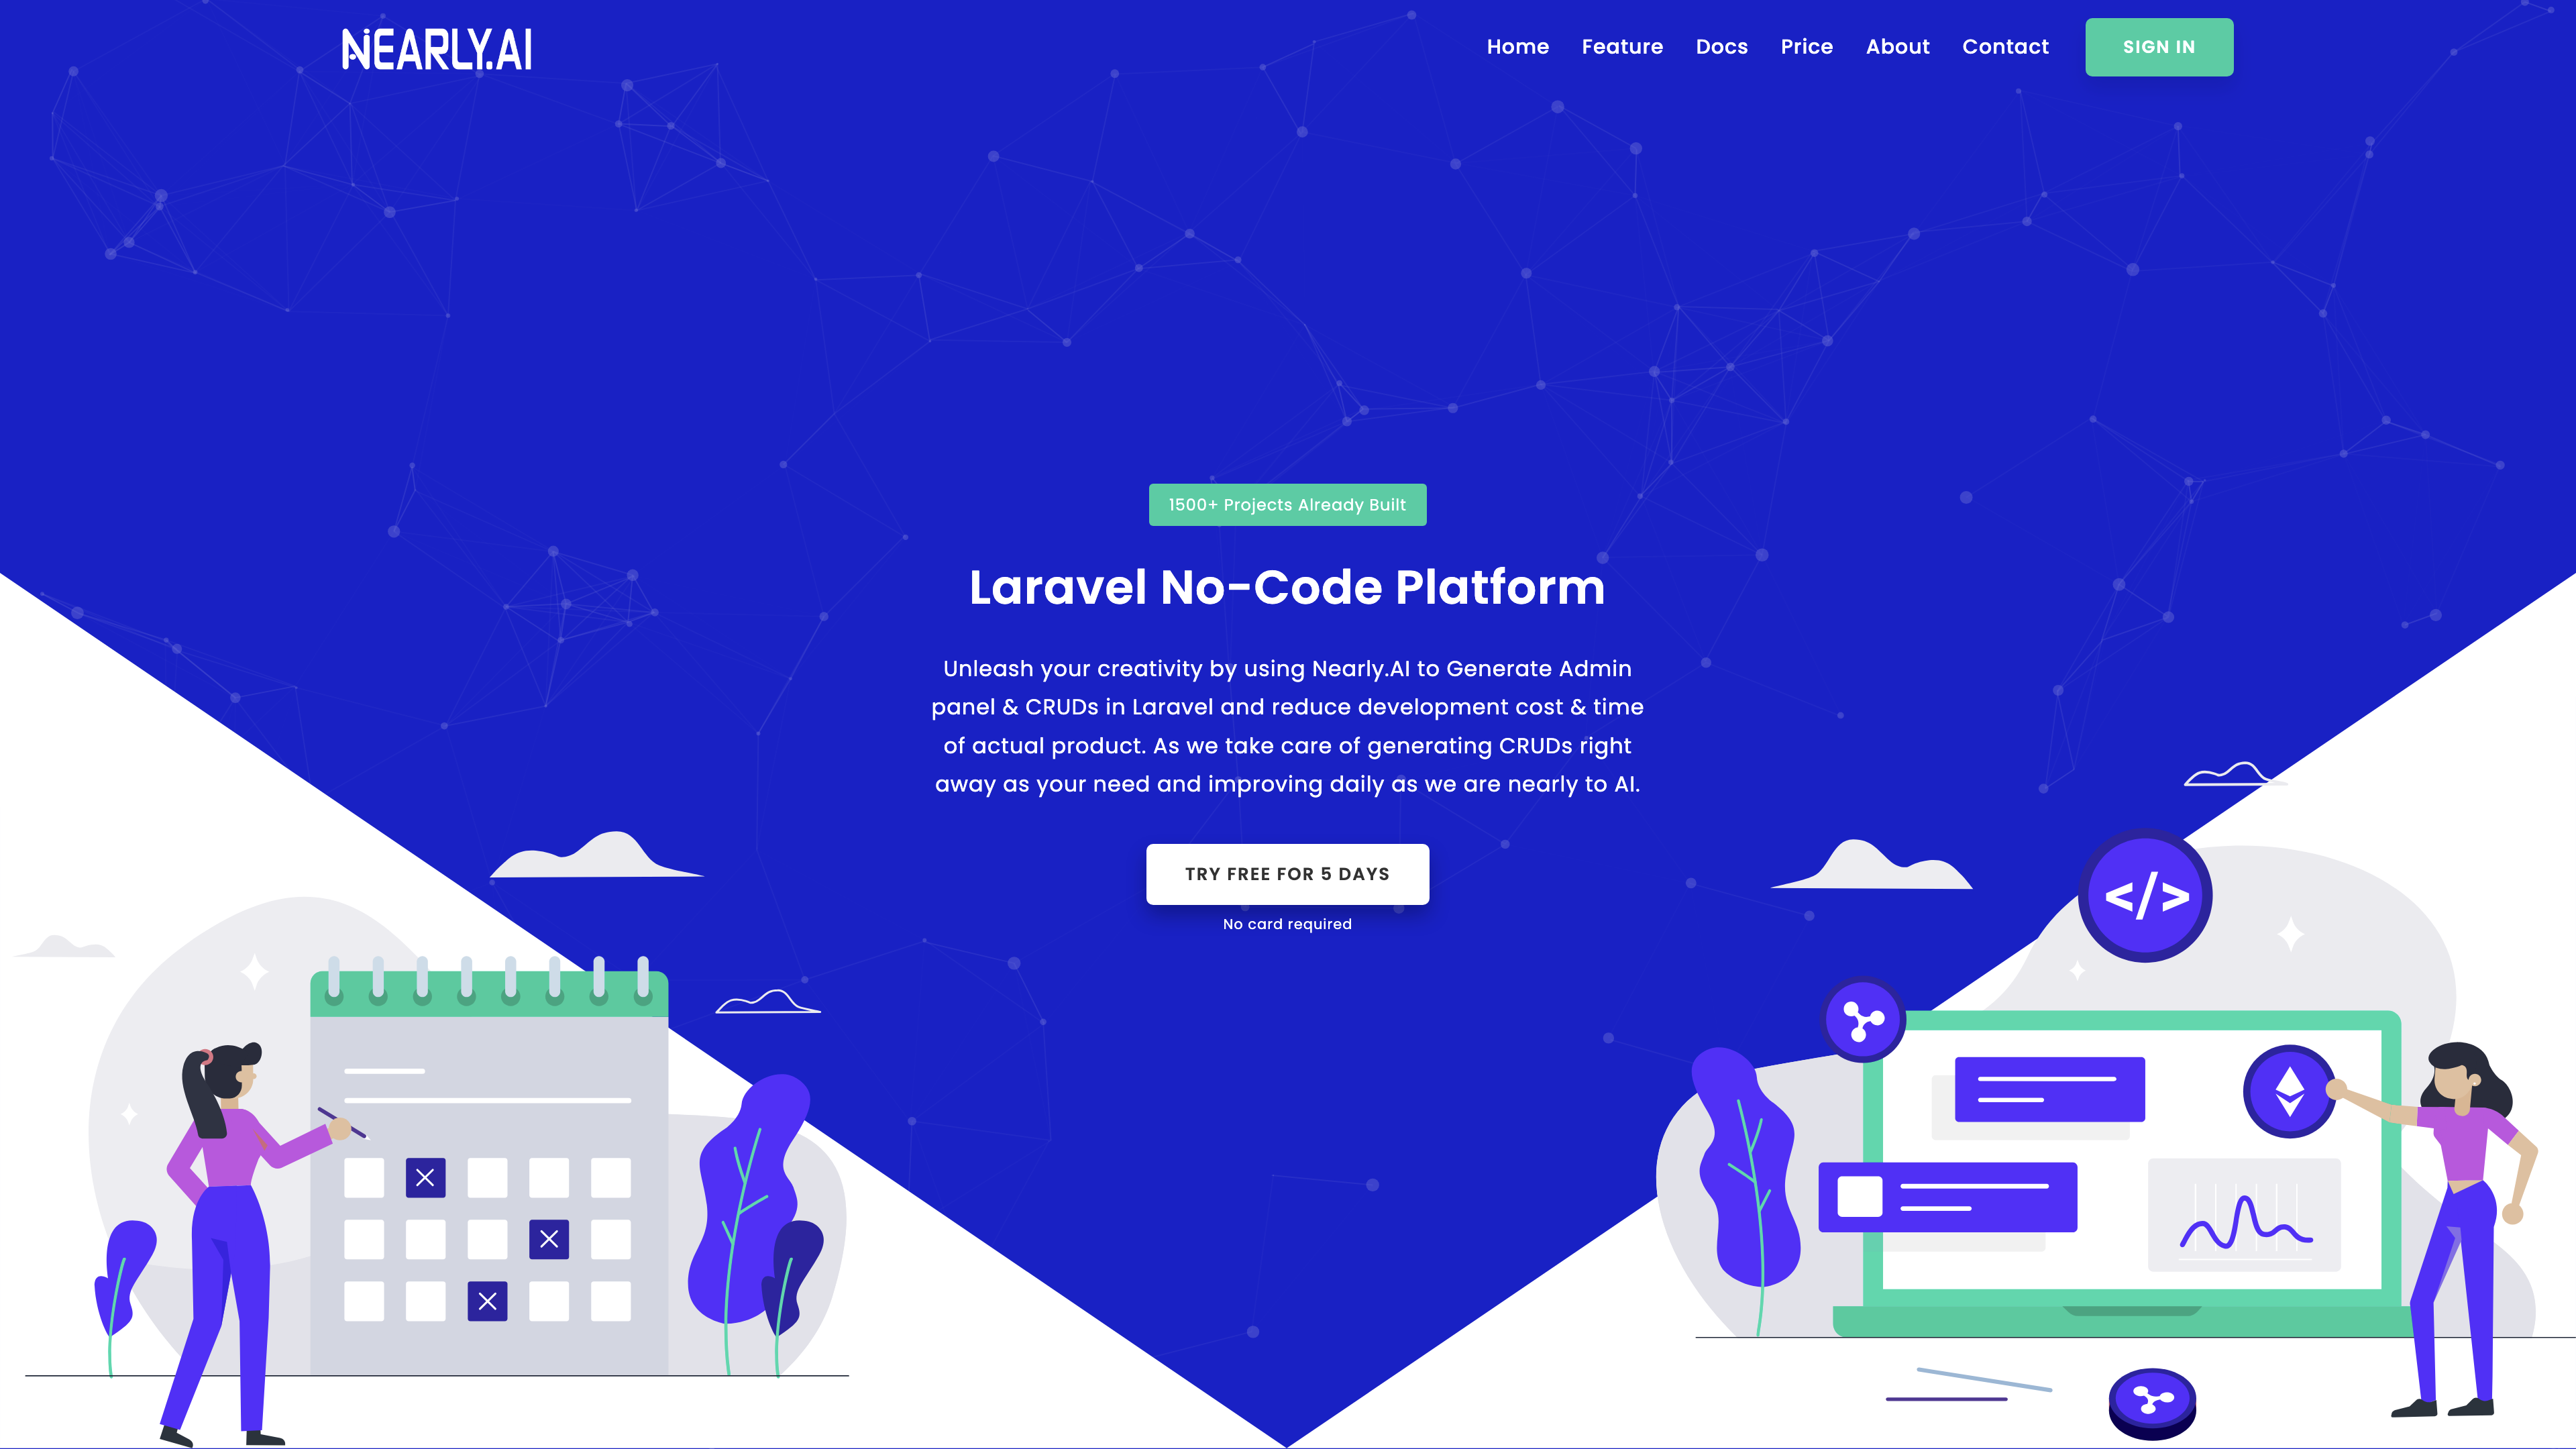 NEARLY.AI
Home Feature Docs Price About Contact SIGN IN
1500+ Projects Already Built
Laravel No-Code Platform
Unleash your creativity by using Nearly.AI to Generate Admin
panel & CRUDs in Laravel and reduce development cost & time
of actual product. As we take care of generating CRUDs right
away as your need and improving daily as we are nearly to AI.
TRY FREE FOR 5 DAYS
No card required
</>